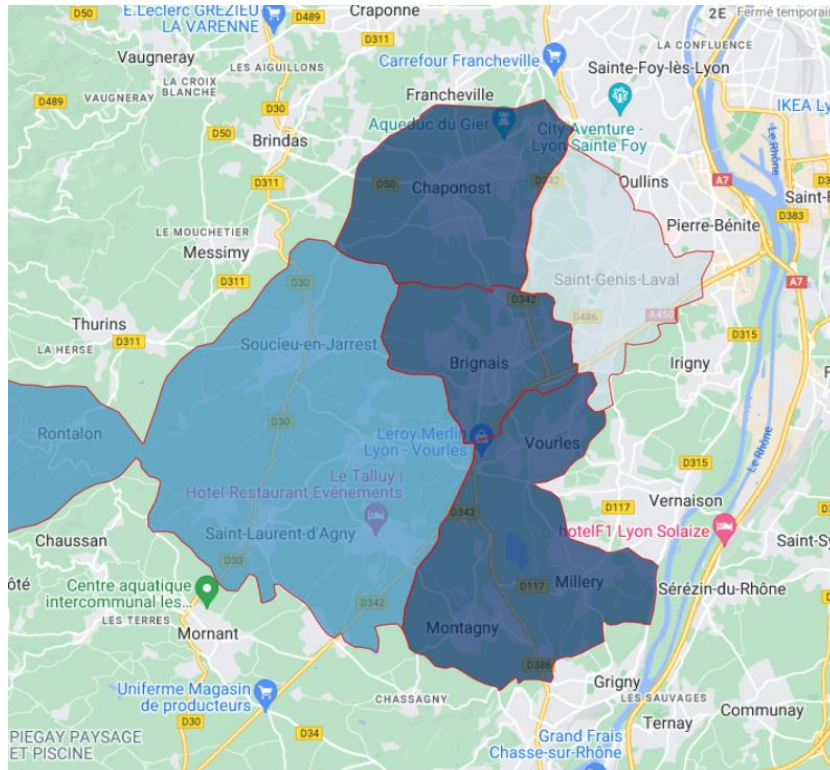 E.Leclerc GREZIEU
LA VARENNE
D489
Craponne
2E
Fermé temporai
D311
Vaugneray
LES AIGUILLONS
LA CONFLUENCE
Carrefour Francheville
Sainte-Foy-lès-Lyon
LA CROIX
BLANCHE
D489
VAUGNERAY
D30
Francheville
IKEA Ly
D50
Aqueduc du Gier
City Aventure -
Lyon Sainte Foy
Brindas
Le Rhône
D311
D50
Chaponost
D342
Oullins
A7
D3
Saint-F
D383
LE MOUCHETIER
Pierre-Bénite
Messimy
D311
D30
Saint-Genis-Laval
A7
D342
D486
A450
Thurins
D311
D315
LA HERSE
Soucieu-en-Jarrest
Brignais
Irigny
D30
Rontalon
Leroy Merlin
Lyon - Vourles
Vourles
Le Rhône
D315
Le Talluy |
Hotel-Restaurant-Evénements
D117
Vernaison
Chaussan
Saint-Laurent-d'Agny
D342
hotelF1 Lyon Solaize
Saint-Sy
D30
ôté
Centre aquatique
intercommunal les...
D342
D117
Millery
Sérézin-du-Rhône
LES TERRES
Mornant
Montagny
D386
Uniferme Magasin
de producteurs
CHASSAGNY
Grigny
LES SAUVAGES
D30
D34
Ternay
Communay
PIEGAY PAYSAGE
ET PISCINE
Grand Frais
Chasse-sur-Rhône